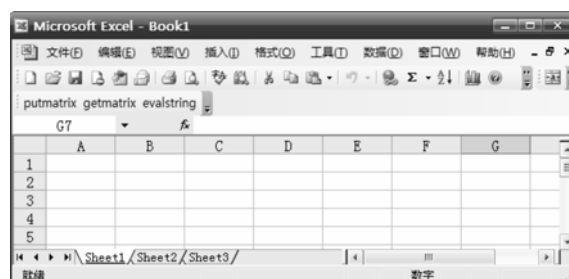 Microsoft Excel - Book1
文件(F) 编辑(E) 视图(V) 插入(I) 格式(O) 工具(T) 数据(D) 窗口(W) 帮助(H)
putmatrix getmatrix evalstring
G7 fx
A B C D E F G
1
2
3
4
5
Sheet1 Sheet2 Sheet3
就绪 数字